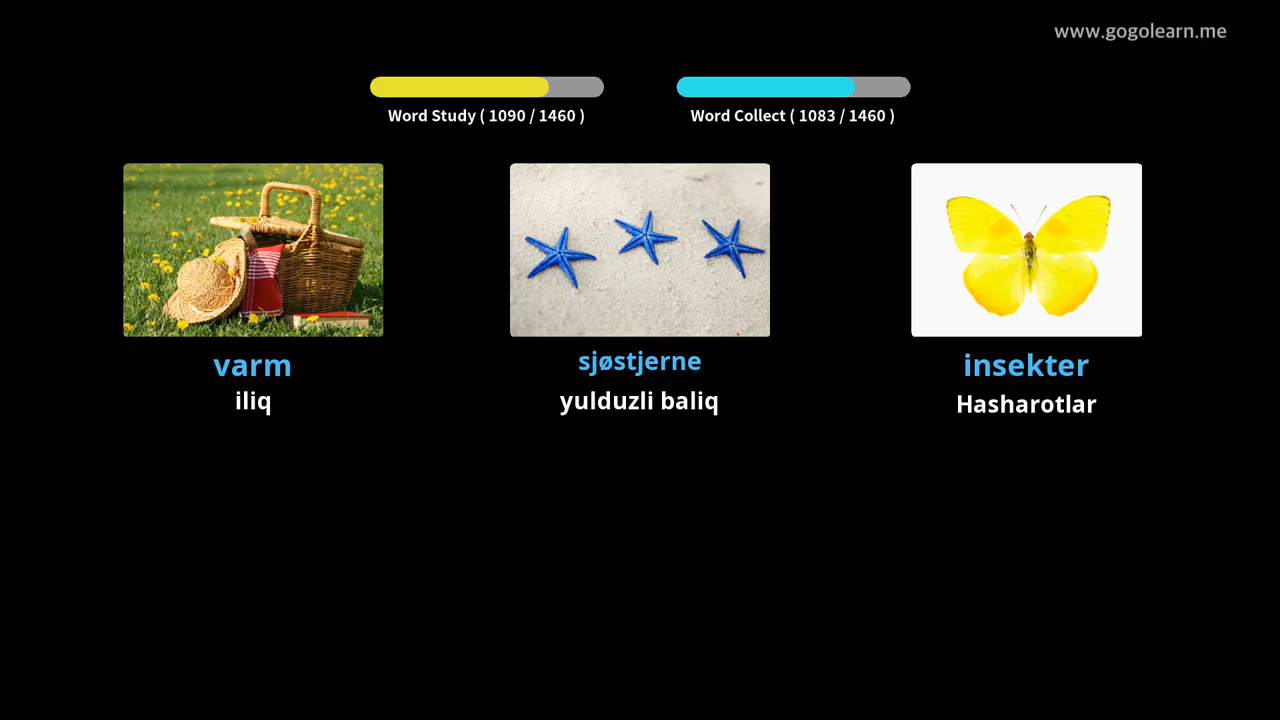 www.gogolearn.me
Word Study ( 1090 / 1460 )
Word Collect ( 1083 / 1460 )
varm
iliq
sjøstjerne
yulduzli baliq
insekter
Hasharotlar